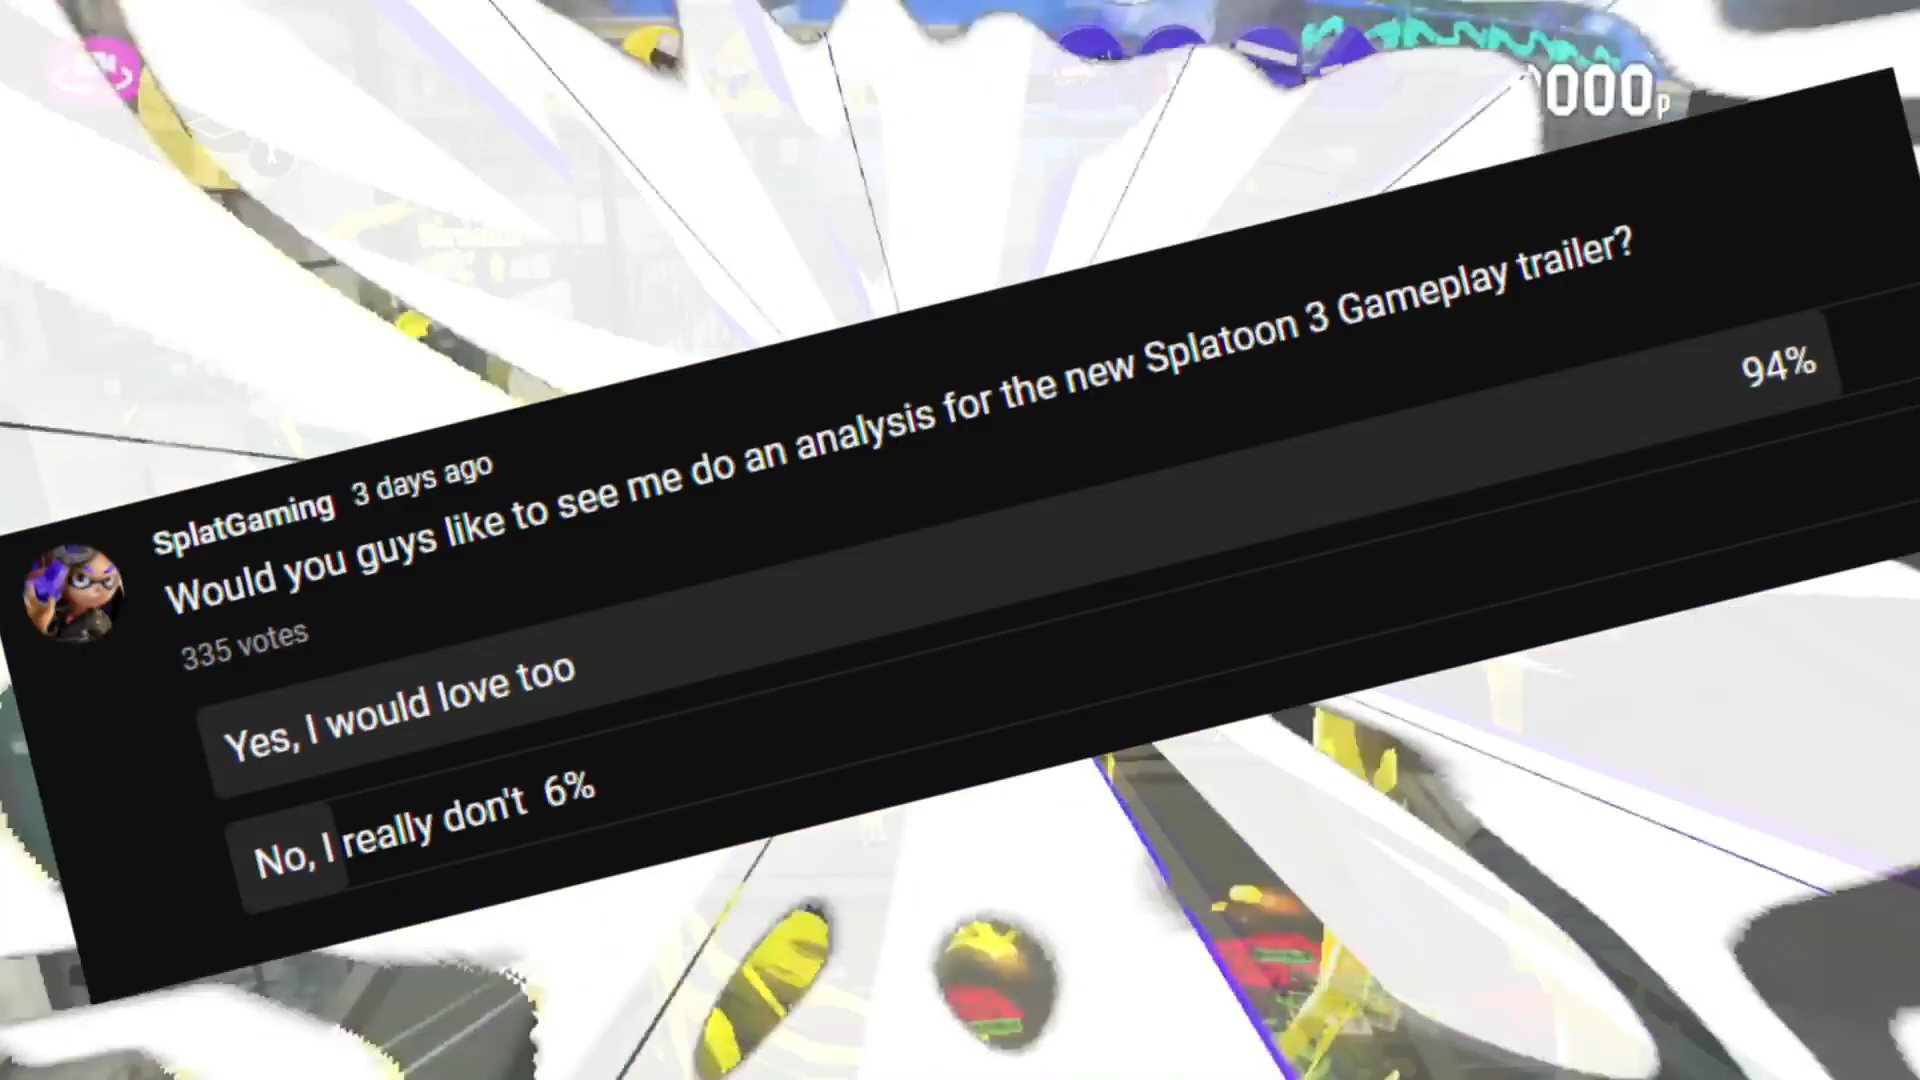 000p
SplatGaming 3 days ago
Would you guys like to see me do an analysis for the new Splatoon 3 Gameplay trailer?
335 votes
Yes, I would love too 94%
No, I really don't 6%